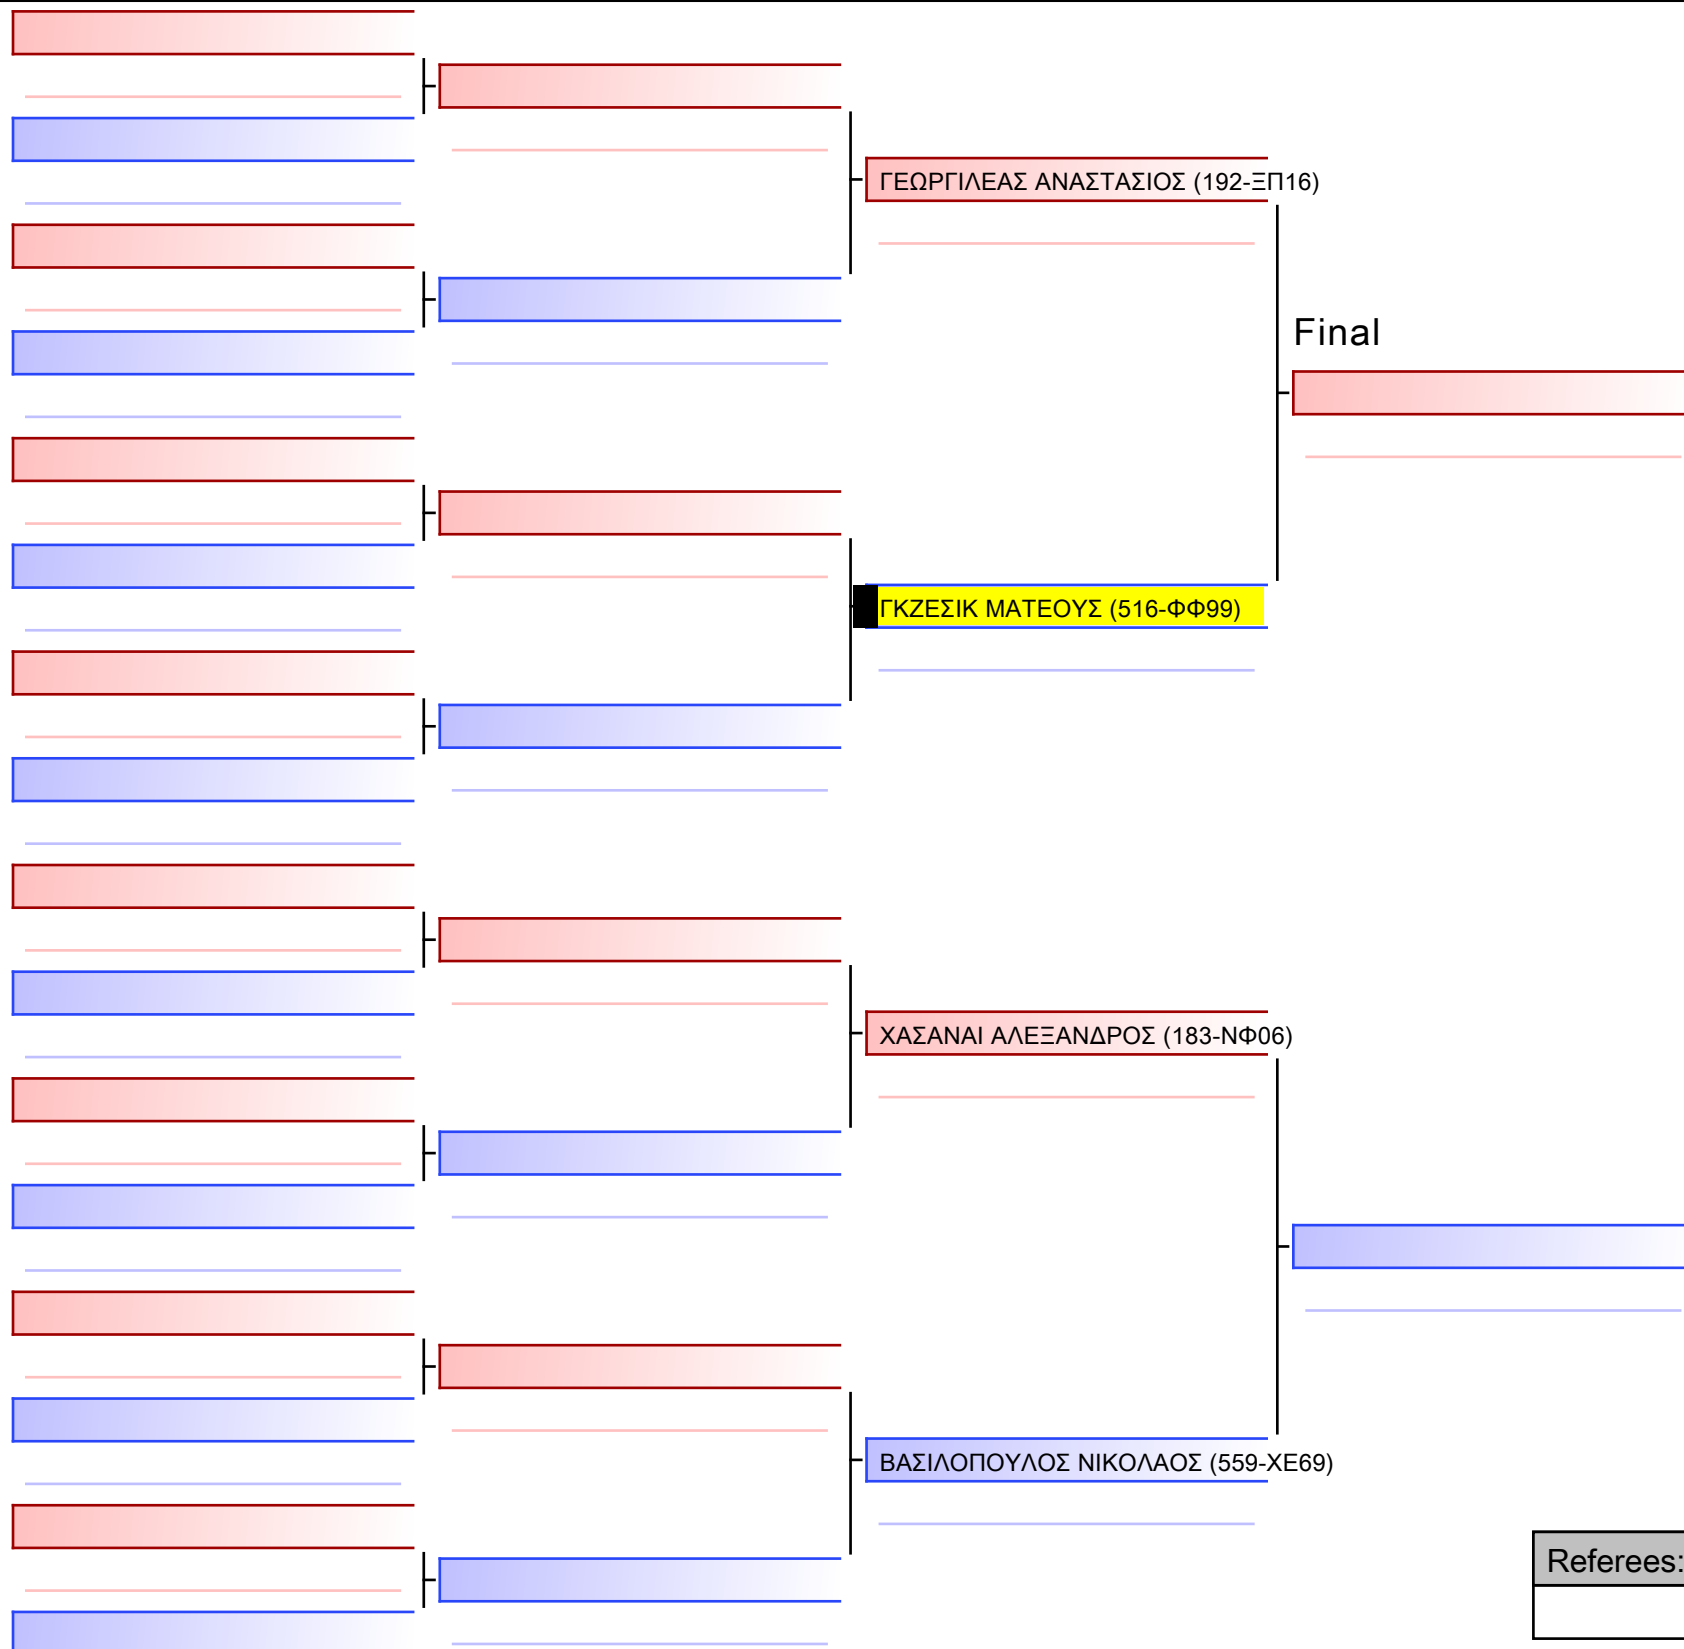 ΓΕΩΡΓΙΛΕΑΣ ΑΝΑΣΤΑΣΙΟΣ (192-ΞΠ16)
Final
ΓΚΖΕΣΙΚ ΜΑΤΕΟΥΣ (516-ΦΦ99)
ΧΑΣΑΝΑΙ ΑΛΕΞΑΝΔΡΟΣ (183-ΝΦ06)
ΒΑΣΙΛΟΠΟΥΛΟΣ ΝΙΚΟΛΑΟΣ (559-ΧΕ69)
Referees: